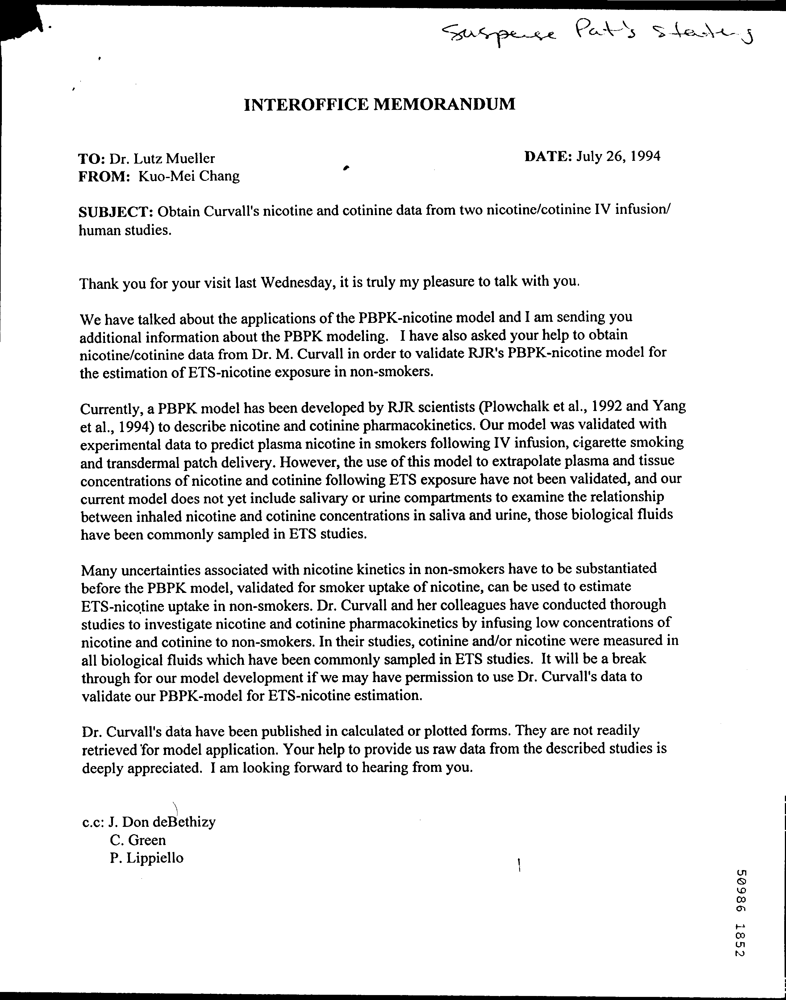 Suspense Pat's
INTEROFFICE MEMORANDUM
TO: Dr. Lutz Mueller DATE: July 26, 1994
FROM: Kuo-Mei Chang
SUBJECT: Obtain Curvall's nicotine and cotinine data from two nicotine/cotinine IV infusion/
human studies.
Thank you for your visit last Wednesday, it is truly my pleasure to talk with you.
We have talked about the applications of the PBPK-nicotine model and I am sending you
additional information about the PBPK modeling. I have also asked your help to obtain
nicotine/cotinine data from Dr. M. Curvall in order to validate RJR's PBPK-nicotine model for
the estimation of ETS-nicotine exposure in non-smokers.
Currently, a PBPK model has been developed by RJR scientists (Plowchalk et al., 1992 and Yang
et al., 1994) to describe nicotine and cotinine pharmacokinetics. Our model was validated with
experimental data to predict plasma nicotine in smokers following IV infusion, cigarette smoking
and transdermal patch delivery. However, the use of this model to extrapolate plasma and tissue
concentrations of nicotine and cotinine following ETS exposure have not been validated, and our
current model does not yet include salivary or urine compartments to examine the relationship
between inhaled nicotine and cotinine concentrations in saliva and urine, those biological fluids
have been commonly sampled in ETS studies.
Many uncertainties associated with nicotine kinetics in non-smokers have to be substantiated
before the PBPK model, validated for smoker uptake of nicotine, can be used to estimate
ETS-nicotine uptake in non-smokers. Dr. Curvall and her colleagues have conducted thorough
studies to investigate nicotine and cotinine pharmacokinetics by infusing low concentrations of
nicotine and cotinine to non-smokers. In their studies, cotinine and/or nicotine were measured in
all biological fluids which have been commonly sampled in ETS studies. It will be a break
through for our model development if we may have permission to use Dr. Curvall's data to
validate our PBPK-model for ETS-nicotine estimation.
Dr. Curvall's data have been published in calculated or plotted forms. They are not readily
retrieved for model application. Your help to provide us raw data from the described studies is
deeply appreciated. I am looking forward to hearing from you.
c.c: J. Don deBethizy
C. Green
P. Lippiello
50986 1852